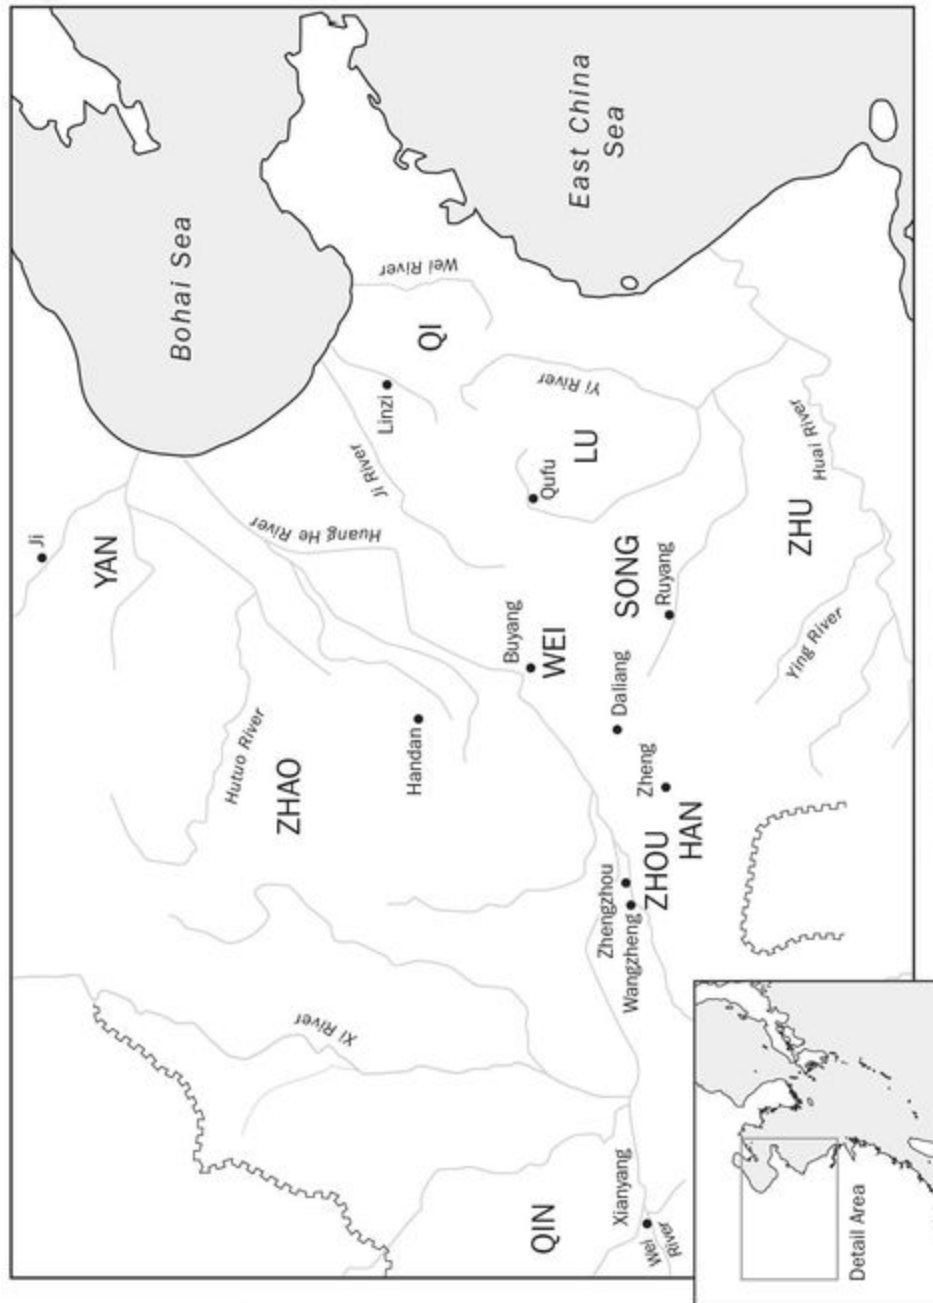 Bohai Sea
East China
Sea
Ji
YAN
Hutuo River
ZHAO
Handan
Huang He River
Ji River
Linzi
QI
Wei River
Yi River
Qufu
LU
Buyang
WEI
SONG
Daliang
Ruyang
Zheng
ZHOU
HAN
Zhengzhou
Wangzheng
ZHU
Huai River
Ying River
Xi River
QIN
Xianyang
Wei
River
Detail Area